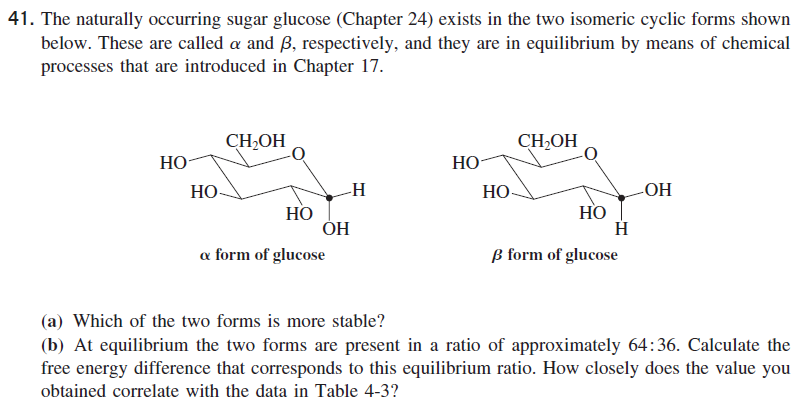 41. The naturally occurring sugar glucose (Chapter 24) exists in the two isomeric cyclic forms shown
below. These are called α and β, respectively, and they are in equilibrium by means of chemical
processes that are introduced in Chapter 17.
CH₂OH
O
HO
HO
H
HO
OH
α form of glucose
CH₂OH
O
HO
HO
OH
HO
H
β form of glucose
(a) Which of the two forms is more stable?
(b) At equilibrium the two forms are present in a ratio of approximately 64:36. Calculate the
free energy difference that corresponds to this equilibrium ratio. How closely does the value you
obtained correlate with the data in Table 4-3?